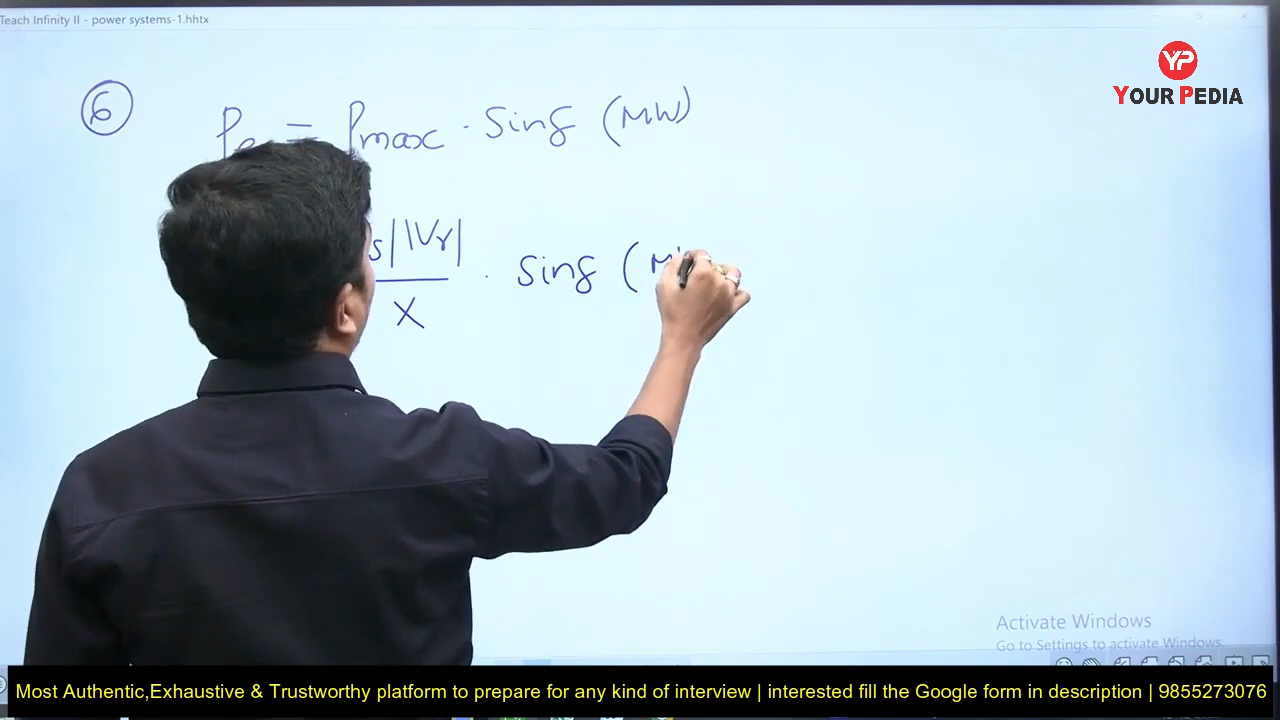 Teach Infinity II - power systems-1.hhtx
YP
YOUR PEDIA
6
Pe = Pmax · Sinδ (MW)
s| |Vr|
X
· Sinδ (M
Activate Windows
Go to Settings to activate Windows.
Most Authentic,Exhaustive & Trustworthy platform to prepare for any kind of interview | interested fill the Google form in description | 9855273076